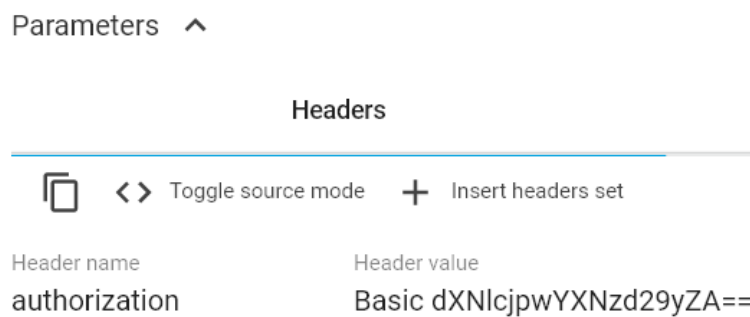 Parameters
Headers
Toggle source mode
Insert headers set
Header name
Header value
authorization
Basic dXNlcjpwYXNzd29yZA==